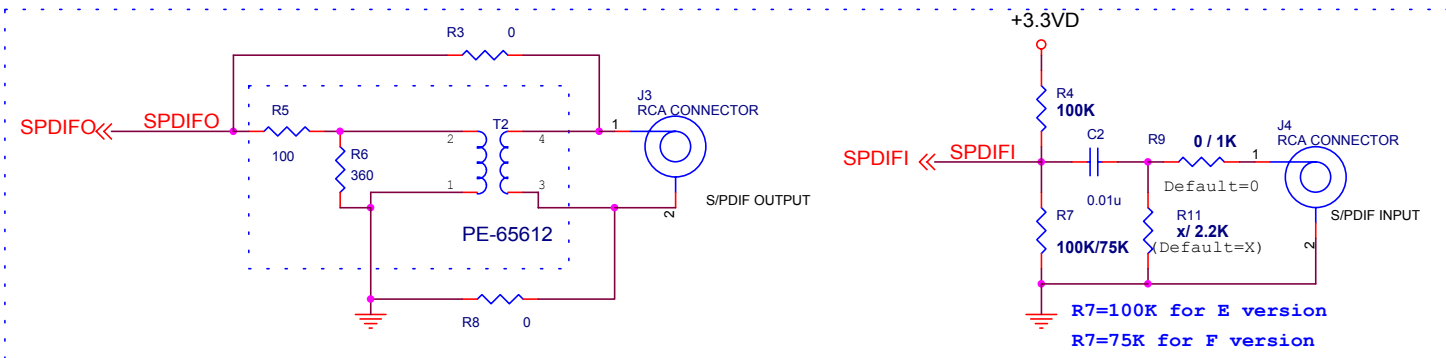 R3 0
SPDIFO
SPDIFO
R5
100
R6
360
T2
2
4
1
3
PE-65612
R8 0
J3
RCA CONNECTOR
1
2
S/PDIF OUTPUT
+3.3VD
R4
100K
SPDIFI
SPDIFI
C2
0.01u
R9
0 / 1K
Default=0
J4
RCA CONNECTOR
1
2
S/PDIF INPUT
R7
100K/75K
R11
x/ 2.2K
(Default=X)
R7=100K for E version
R7=75K for F version